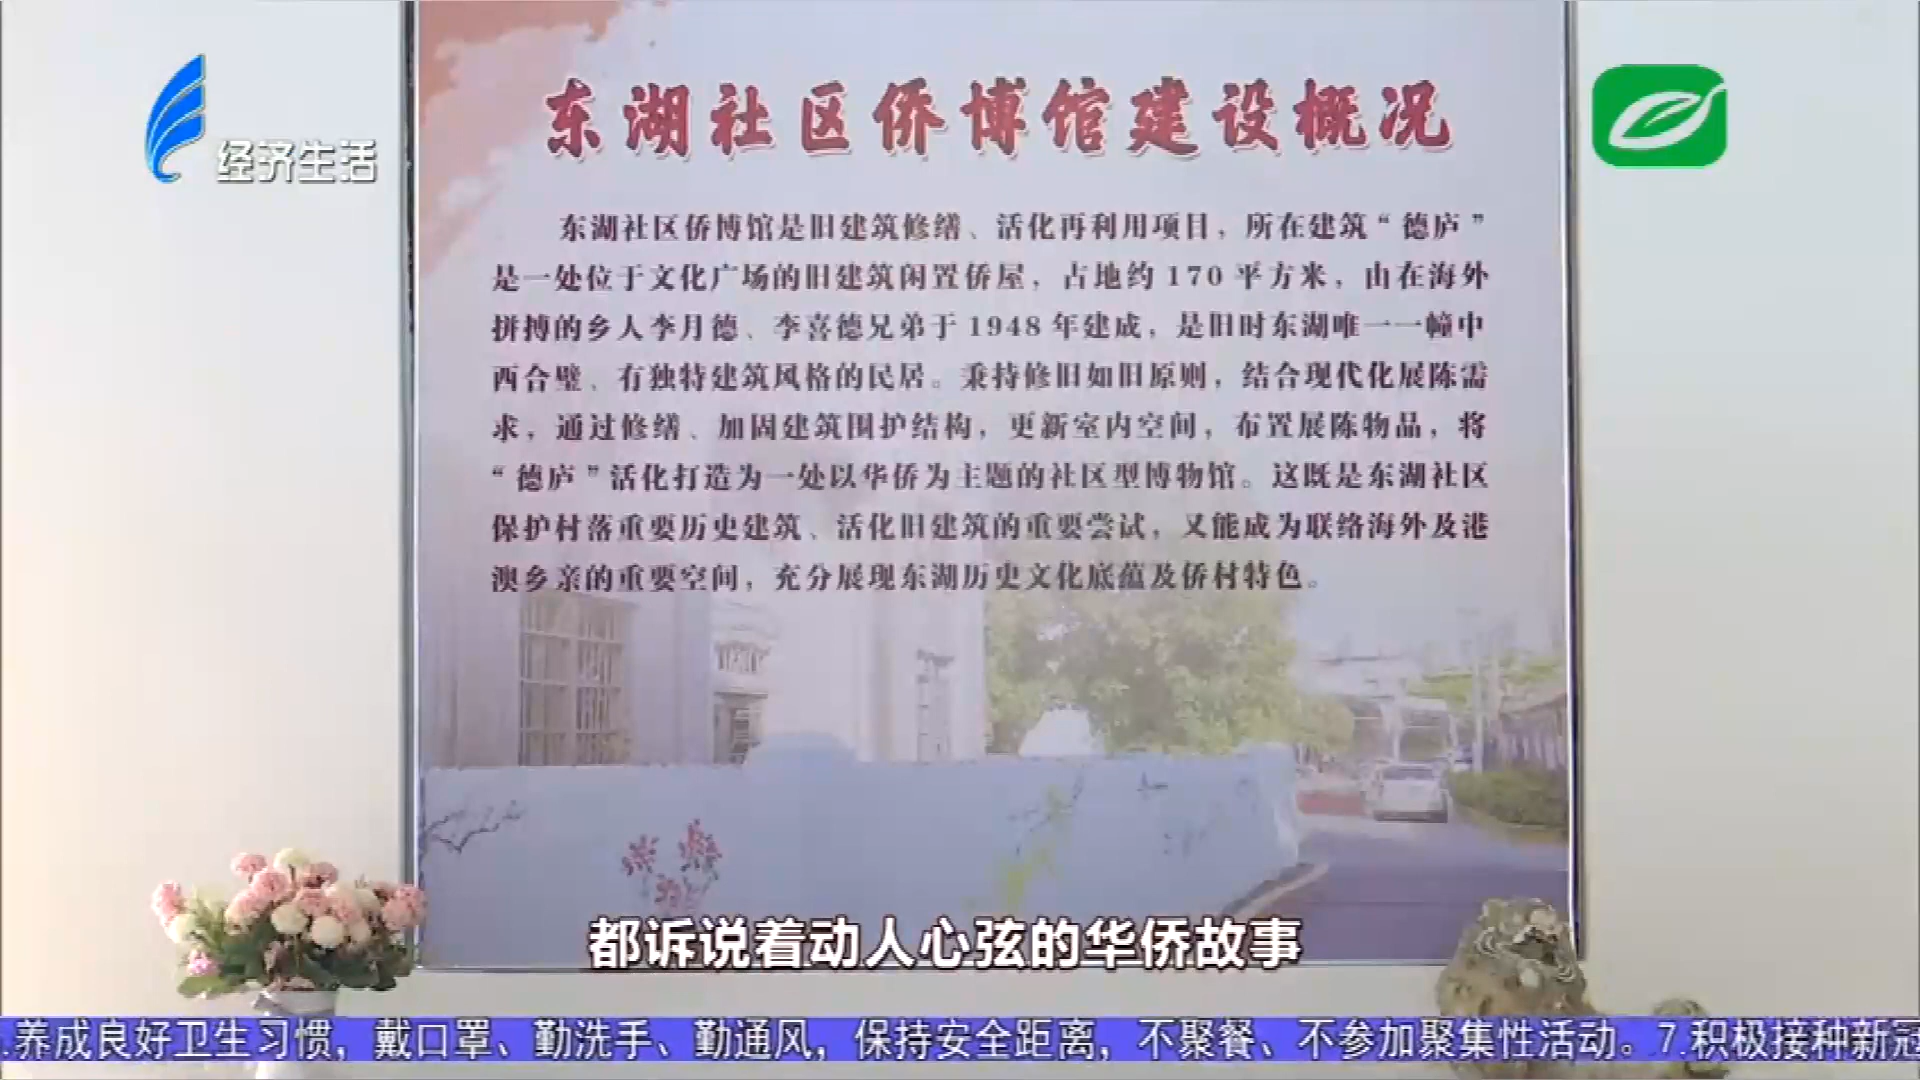 经济生活
东湖社区侨博馆建设概况
东湖社区侨博馆是旧建筑修缮、活化再利用项目，所在建筑“德庐”
是一处位于文化广场的旧建筑闲置侨屋，占地约170平方米，由在海外
拼搏的乡人李月德、李喜德兄弟于1948年建成，是旧时东湖唯一一幢中
西合璧、有独特建筑风格的民居。秉持修旧如旧原则，结合现代化展陈需
求，通过修缮、加固建筑围护结构，更新室内空间，布置展陈物品，将
“德庐”活化打造为一处以华侨为主题的社区型博物馆。这既是东湖社区
保护村落重要历史建筑、活化旧建筑的重要尝试，又能成为联络海外及港
澳乡亲的重要空间，充分展现东湖历史文化底蕴及侨村特色。
都诉说着动人心弦的华侨故事
.养成良好卫生习惯，戴口罩、勤洗手、勤通风，保持安全距离，不聚餐、不参加聚集性活动。7.积极接种新冠